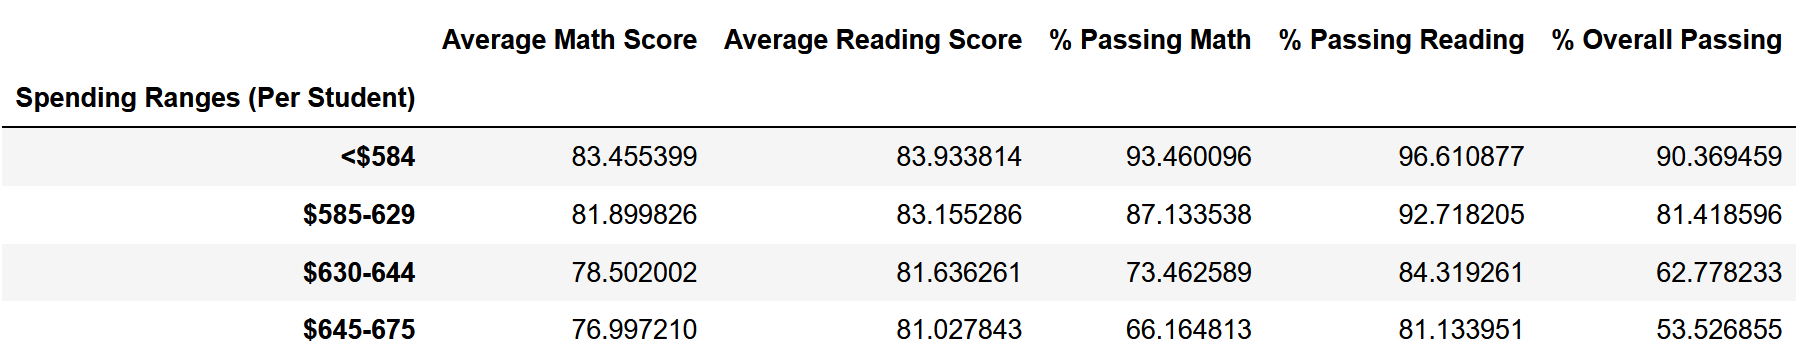 Average Math Score Average Reading Score % Passing Math % Passing Reading % Overall Passing
Spending Ranges (Per Student)
<$584 83.455399 83.933814 93.460096 96.610877 90.369459
$585-629 81.899826 83.155286 87.133538 92.718205 81.418596
$630-644 78.502002 81.636261 73.462589 84.319261 62.778233
$645-675 76.997210 81.027843 66.164813 81.133951 53.526855